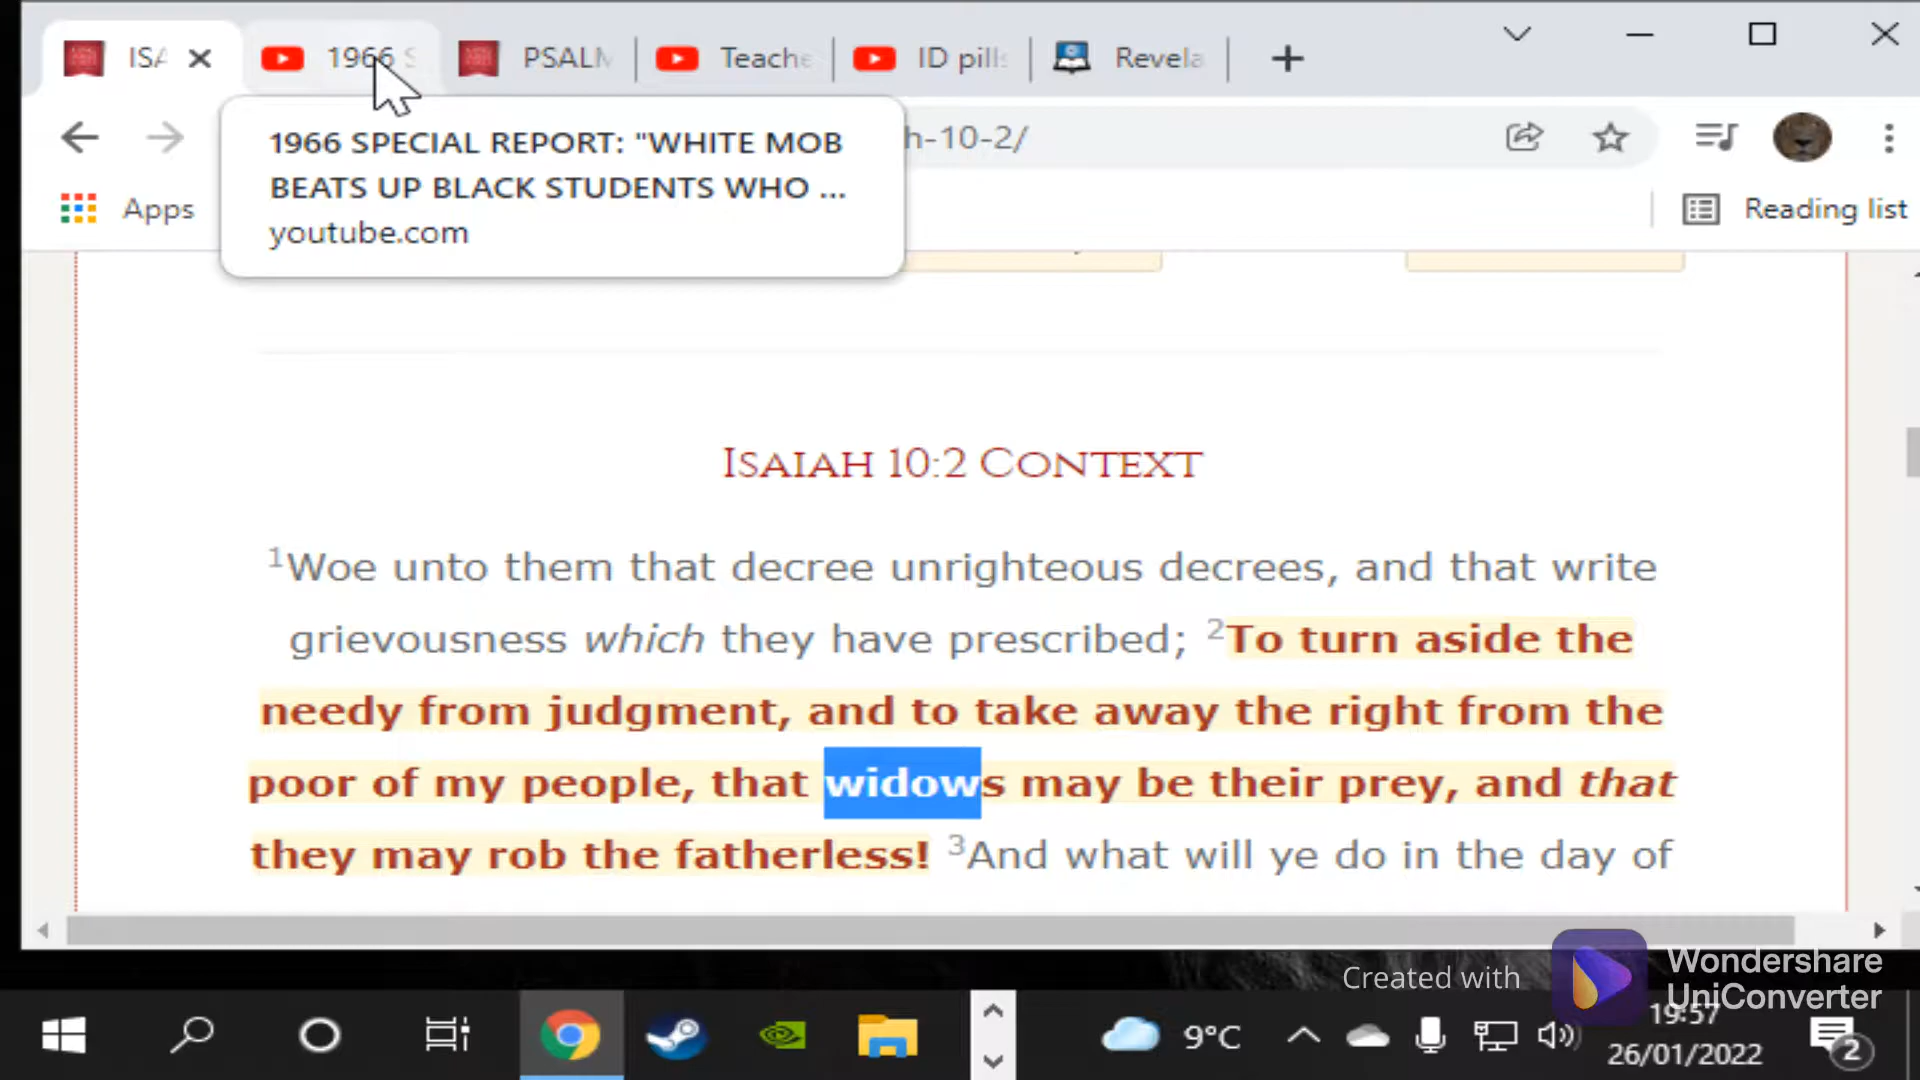 ISA
1966 S
PSALM
Teache
ID pill
Revela
1966 SPECIAL REPORT: "WHITE MOB
BEATS UP BLACK STUDENTS WHO ...
youtube.com
h-10-2/
Apps
Reading list
ISAIAH 10:2 CONTEXT
1Woe unto them that decree unrighteous decrees, and that write
grievousness which they have prescribed; 2To turn aside the
needy from judgment, and to take away the right from the
poor of my people, that widows may be their prey, and that
they may rob the fatherless! 3And what will ye do in the day of
Created with
Wondershare
UniConverter
9°C
19:57
26/01/2022
2